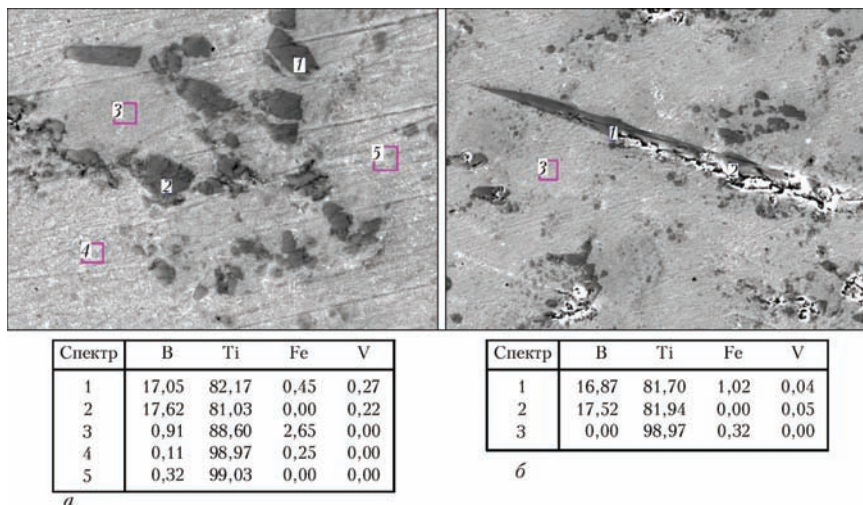 1
3
5
2
4
1
2
3
Спектр B Ti Fe V
1 17,05 82,17 0,45 0,27
2 17,62 81,03 0,00 0,22
3 0,91 88,60 2,65 0,00
4 0,11 98,97 0,25 0,00
5 0,32 99,03 0,00 0,00
а
Спектр B Ti Fe V
1 16,87 81,70 1,02 0,04
2 17,52 81,94 0,00 0,05
3 0,00 98,97 0,32 0,00
б